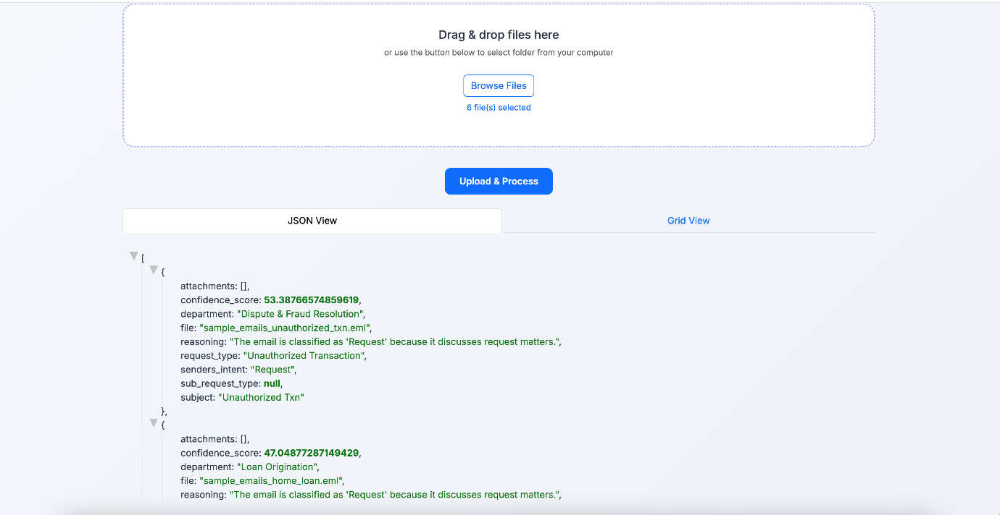 Drag & drop files here
or use the button below to select folder from your computer
Browse Files
6 file(s) selected
Upload & Process
JSON View
Grid View
[
{
attachments: [],
confidence_score: 53.38766574859619,
department: "Dispute & Fraud Resolution",
file: "sample_emails_unauthorized_txn.eml",
reasoning: "The email is classified as 'Request' because it discusses request matters.",
request_type: "Unauthorized Transaction",
senders_intent: "Request",
sub_request_type: null,
subject: "Unauthorized Txn"
},
{
attachments: [],
confidence_score: 47.04877287149429,
department: "Loan Origination",
file: "sample_emails_home_loan.eml",
reasoning: "The email is classified as 'Request' because it discusses request matters.",